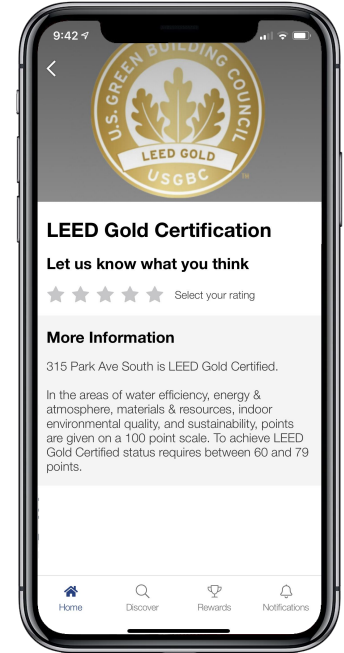 9:42
U.S. GREEN BUILDING COUNCIL
LEED GOLD
USGBC
TM
LEED Gold Certification
Let us know what you think
Select your rating
More Information
315 Park Ave South is LEED Gold Certified.
In the areas of water efficiency, energy &
atmosphere, materials & resources, indoor
environmental quality, and sustainability, points
are given on a 100 point scale. To achieve LEED
Gold Certified status requires between 60 and 79
points.
Home
Discover
Rewards
Notifications